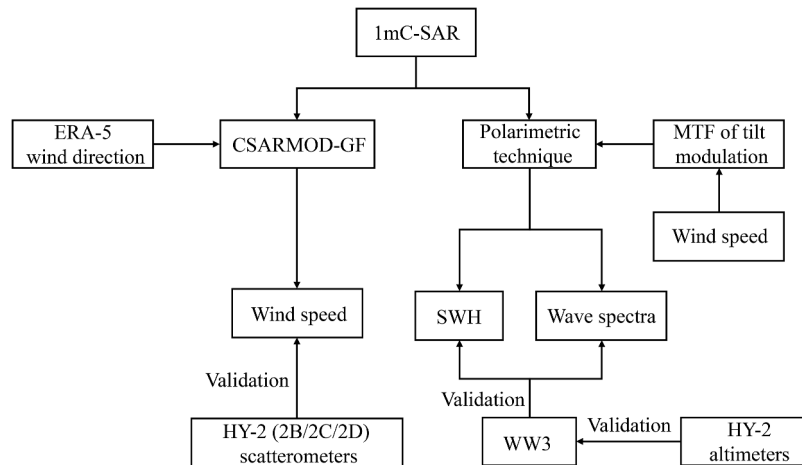 1mC-SAR
ERA-5
wind direction
CSARMOD-GF
Polarimetric
technique
MTF of tilt
modulation
Wind speed
Wind speed
SWH
Wave spectra
Validation
Validation
Validation
HY-2 (2B/2C/2D)
scatterometers
WW3
HY-2
altimeters